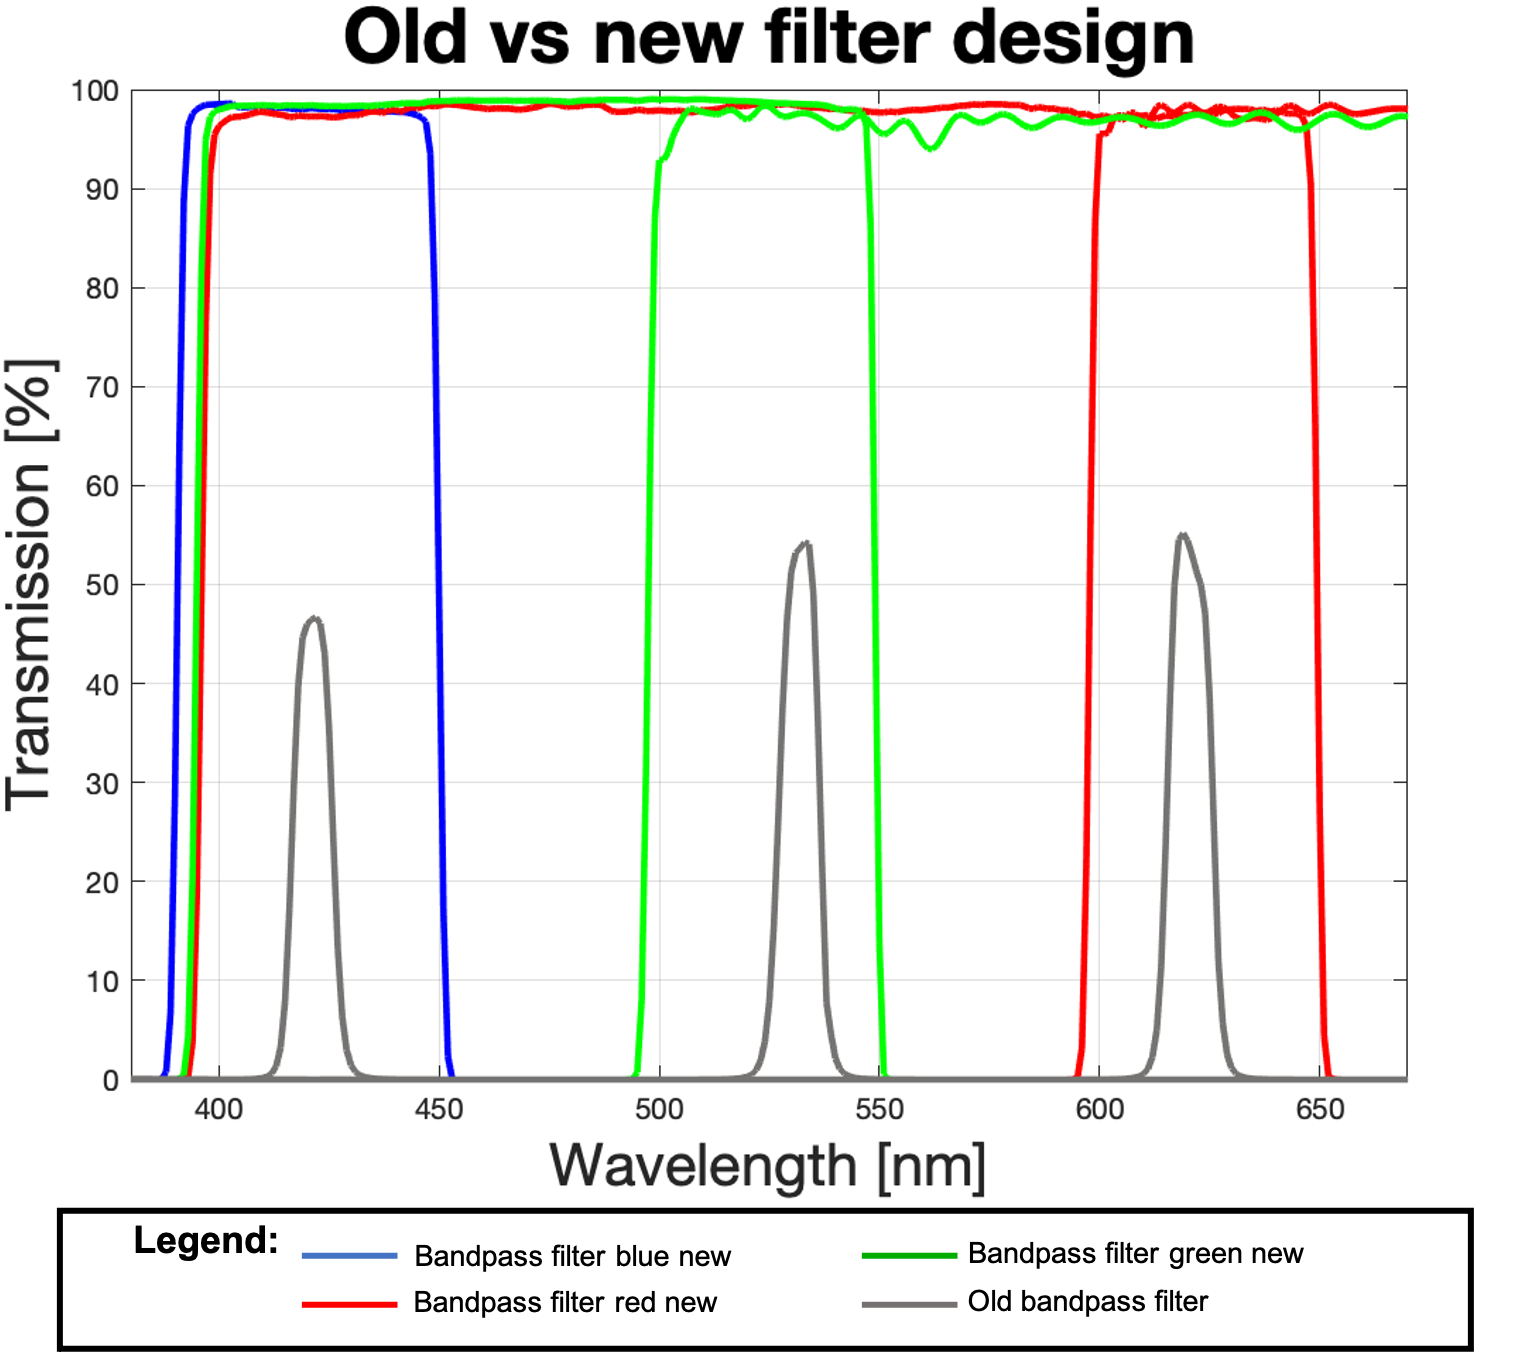 Old vs new filter design
100
90
80
70
60
50
40
30
20
10
0
Transmission [%]
400 450 500 550 600 650
Wavelength [nm]
Legend:
Bandpass filter blue new
Bandpass filter green new
Bandpass filter red new
Old bandpass filter